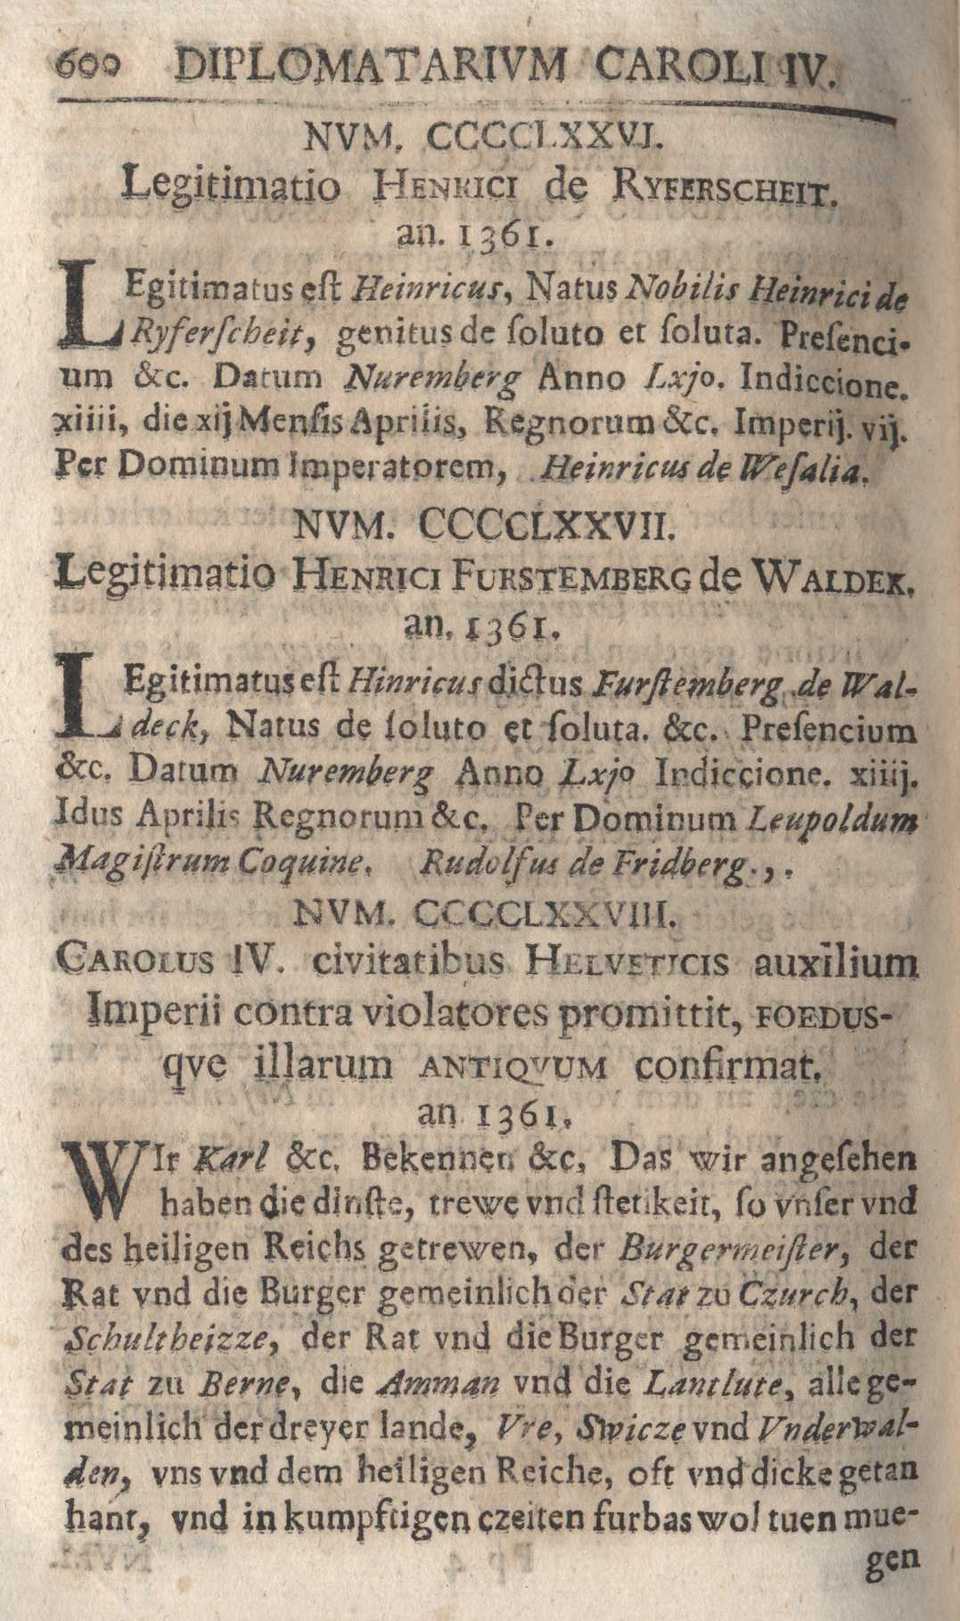 600 DIPLOMATARIVM CAROLI IV.
NVM. CCCCLXXVI.
Legitimatio HENRICI de RYFERSCHEIT.
an. 1361.
LEgitimatus eſt Heinricus, Natus Nobilis Heinrici de
Ryferſcheit, genitus de ſoluto et ſoluta. Preſenci-
um &c. Datum Nuremberg Anno Lxjo. Indiccione.
xiiii, die xij Menſis Aprilis, Regnorum &c. Imperij. vij.
Per Dominum Imperatorem, Heinricus de Weſalia.
NVM. CCCCLXXVII.
Legitimatio HENRICI FURSTEMBERG de WALDEK.
an. 1361.
LEgitimatus eſt Hinricus dictus Furſtemberg de Wal-
deck, Natus de ſoluto et ſoluta. &c. Preſencium
&c. Datum Nuremberg Anno Lxjo Indiccione. xiiij.
Idus Aprilis Regnorum &c. Per Dominum Leupoldum
Magiſtrum Coquine. Rudolfus de Fridberg.,.
NVM. CCCCLXXVIII.
CAROLUS IV. civitatibus HELVETICIS auxilium
Imperii contra violatores promittit, FOEDUS-
qve illarum ANTIQVUM confirmat.
an 1361.
WIr Karl &c. Bekennen &c, Das wir angeſehen
haben die dinſte, trewe vnd ſtetikeit, ſo vnſer vnd
des heiligen Reichs getrewen, der Burgermeiſter, der
Rat vnd die Burger gemeinlich der Stat zu Czurch, der
Schultheizze, der Rat vnd die Burger gemeinlich der
Stat zu Berne, die Amman vnd die Lantlute, alle ge-
meinlich der dreyer lande, Vre, Swicze vnd Vnderwal-
den, vns vnd dem heiligen Reiche, oft vnd dicke getan
hant, vnd in kumpftigen czeiten furbas wol tuen mue-
gen